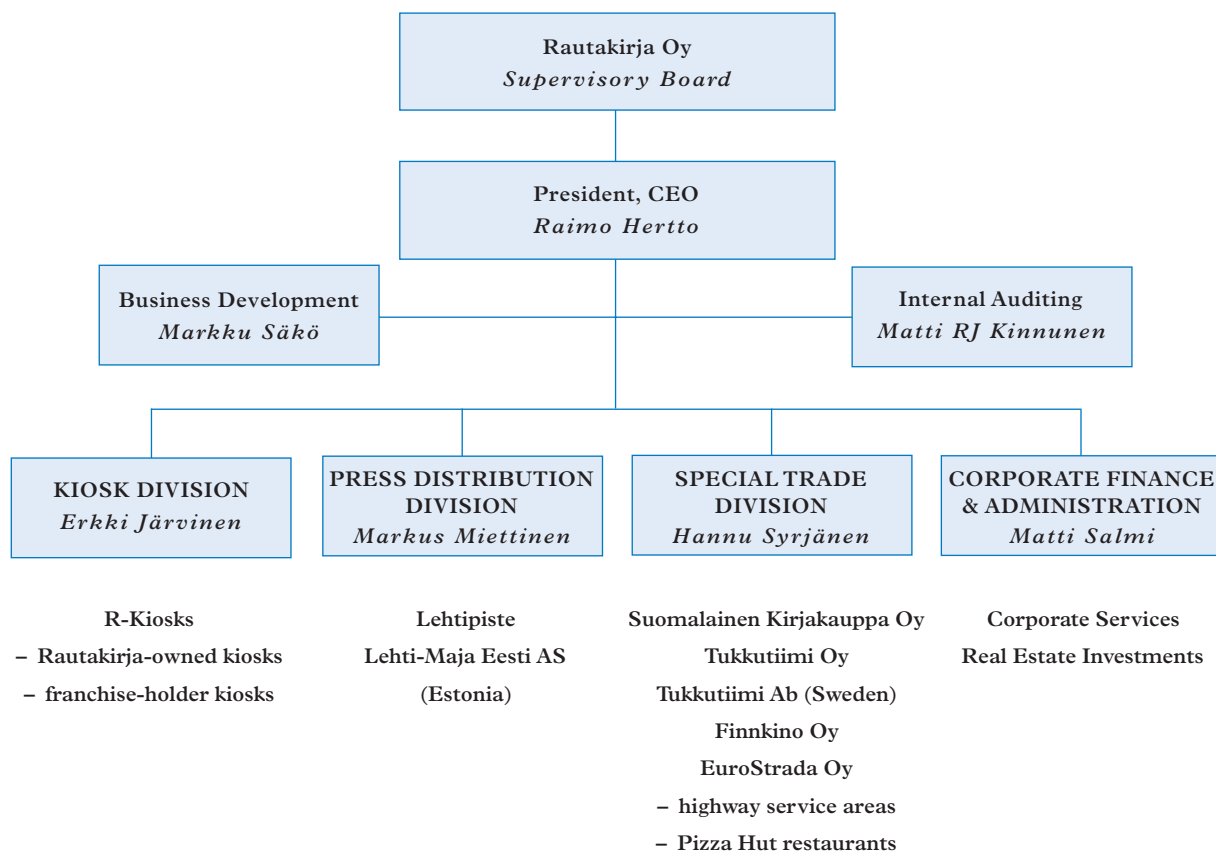 Rautakirja Oy
Supervisory Board
President, CEO
Raimo Hertto
Business Development
Markku Säkö
Internal Auditing
Matti RJ Kinnunen
KIOSK DIVISION
Erkki Järvinen
PRESS DISTRIBUTION
DIVISION
Markus Miettinen
SPECIAL TRADE
DIVISION
Hannu Syrjänen
CORPORATE FINANCE
& ADMINISTRATION
Matti Salmi
R-Kiosks
– Rautakirja-owned kiosks
– franchise-holder kiosks
Lehtipiste
Lehti-Maja Eesti AS
(Estonia)
Suomalainen Kirjakauppa Oy
Tukkutiimi Oy
Tukkutiimi Ab (Sweden)
Finnkino Oy
EuroStrada Oy
– highway service areas
– Pizza Hut restaurants
Corporate Services
Real Estate Investments